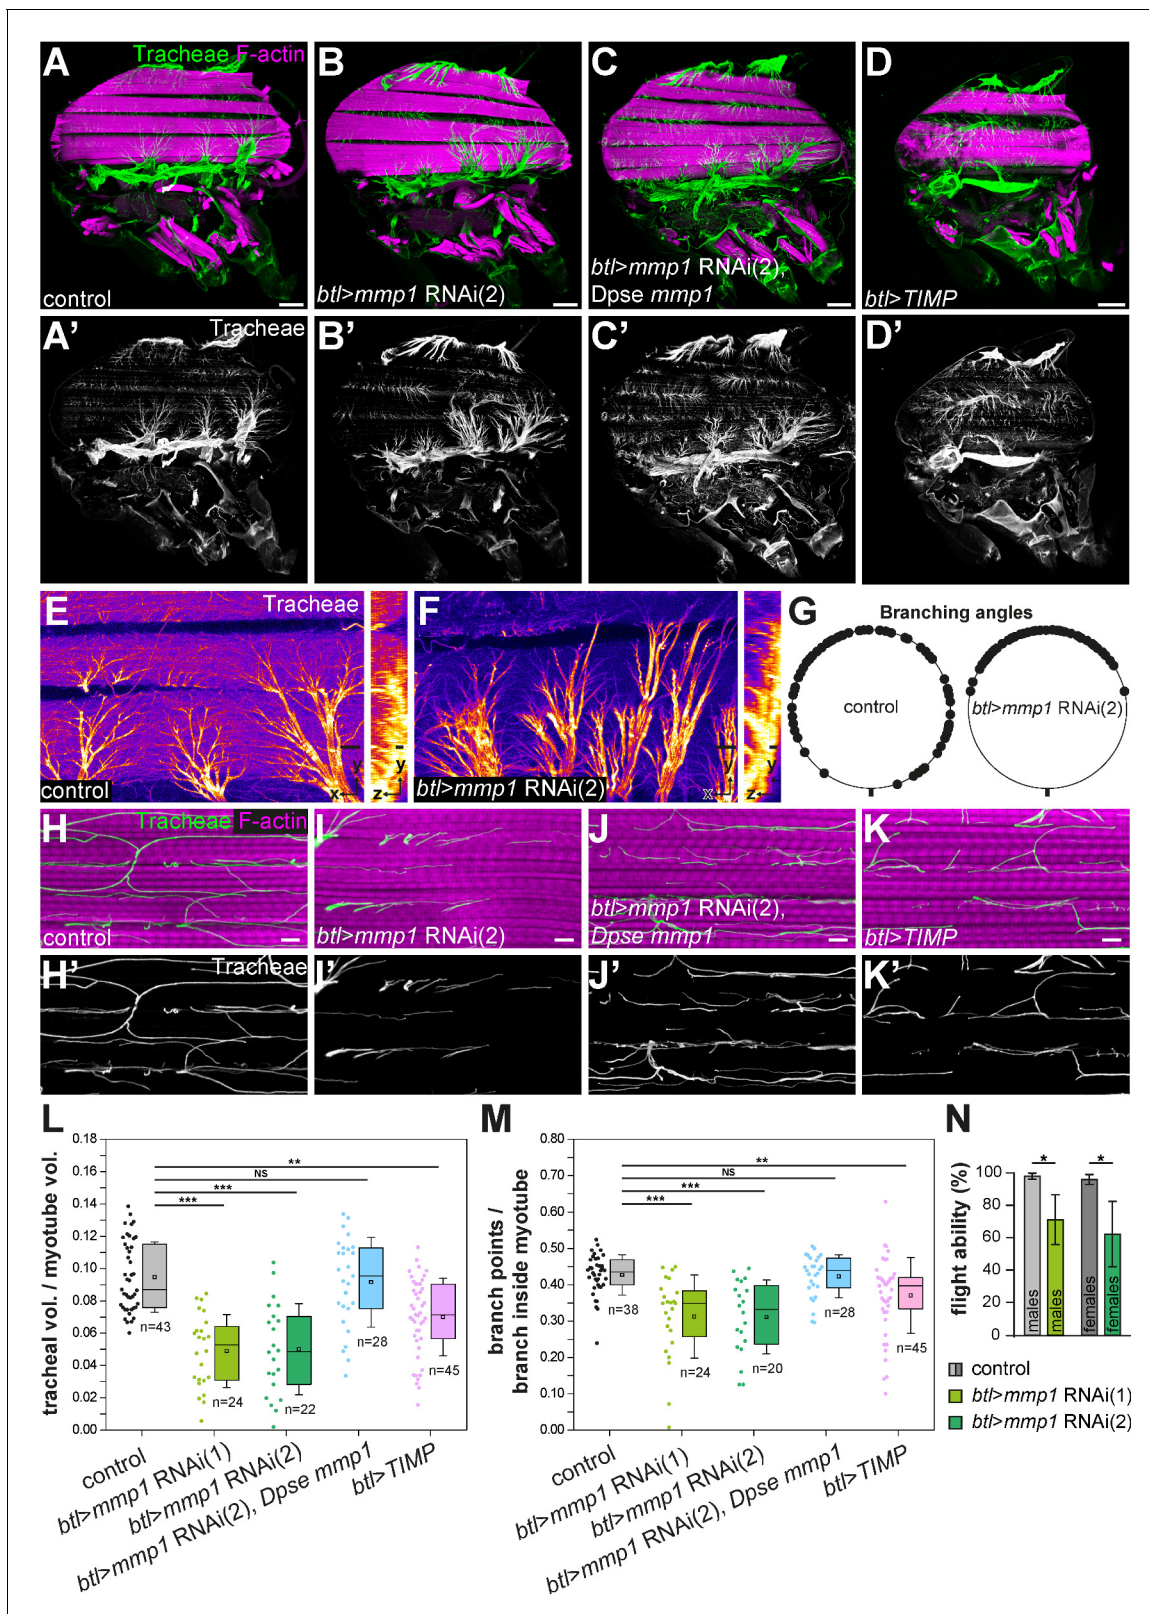 A
Tracheae F-actin
control
B
btl>mmp1 RNAi(2)
C
btl>mmp1 RNAi(2),
Dpse mmp1
D
btl>TIMP
A’
Tracheae
B’
C’
D’
E
Tracheae
control
y
x
y
z
F
btl>mmp1 RNAi(2)
y
x
y
z
G
Branching angles
control
btl>mmp1 RNAi(2)
H
Tracheae F-actin
control
I
btl>mmp1 RNAi(2)
J
btl>mmp1 RNAi(2),
Dpse mmp1
K
btl>TIMP
H’
Tracheae
I’
J’
K’
L
tracheal vol. / myotube vol.
0.18
0.16
0.14
0.12
0.10
0.08
0.06
0.04
0.02
0.00
**
NS
***
***
n=43
n=24
n=22
n=28
n=45
control
btl>mmp1 RNAi(1)
btl>mmp1 RNAi(2)
btl>mmp1 RNAi(2), Dpse mmp1
btl>TIMP
M
branch points /
branch inside myotube
0.80
0.70
0.60
0.50
0.40
0.30
0.20
0.10
0.00
**
NS
***
***
n=38
n=24
n=20
n=28
n=45
control
btl>mmp1 RNAi(1)
btl>mmp1 RNAi(2)
btl>mmp1 RNAi(2), Dpse mmp1
btl>TIMP
N
flight ability (%)
100
80
60
40
20
0
* *
males
males
females
females
control
btl>mmp1 RNAi(1)
btl>mmp1 RNAi(2)